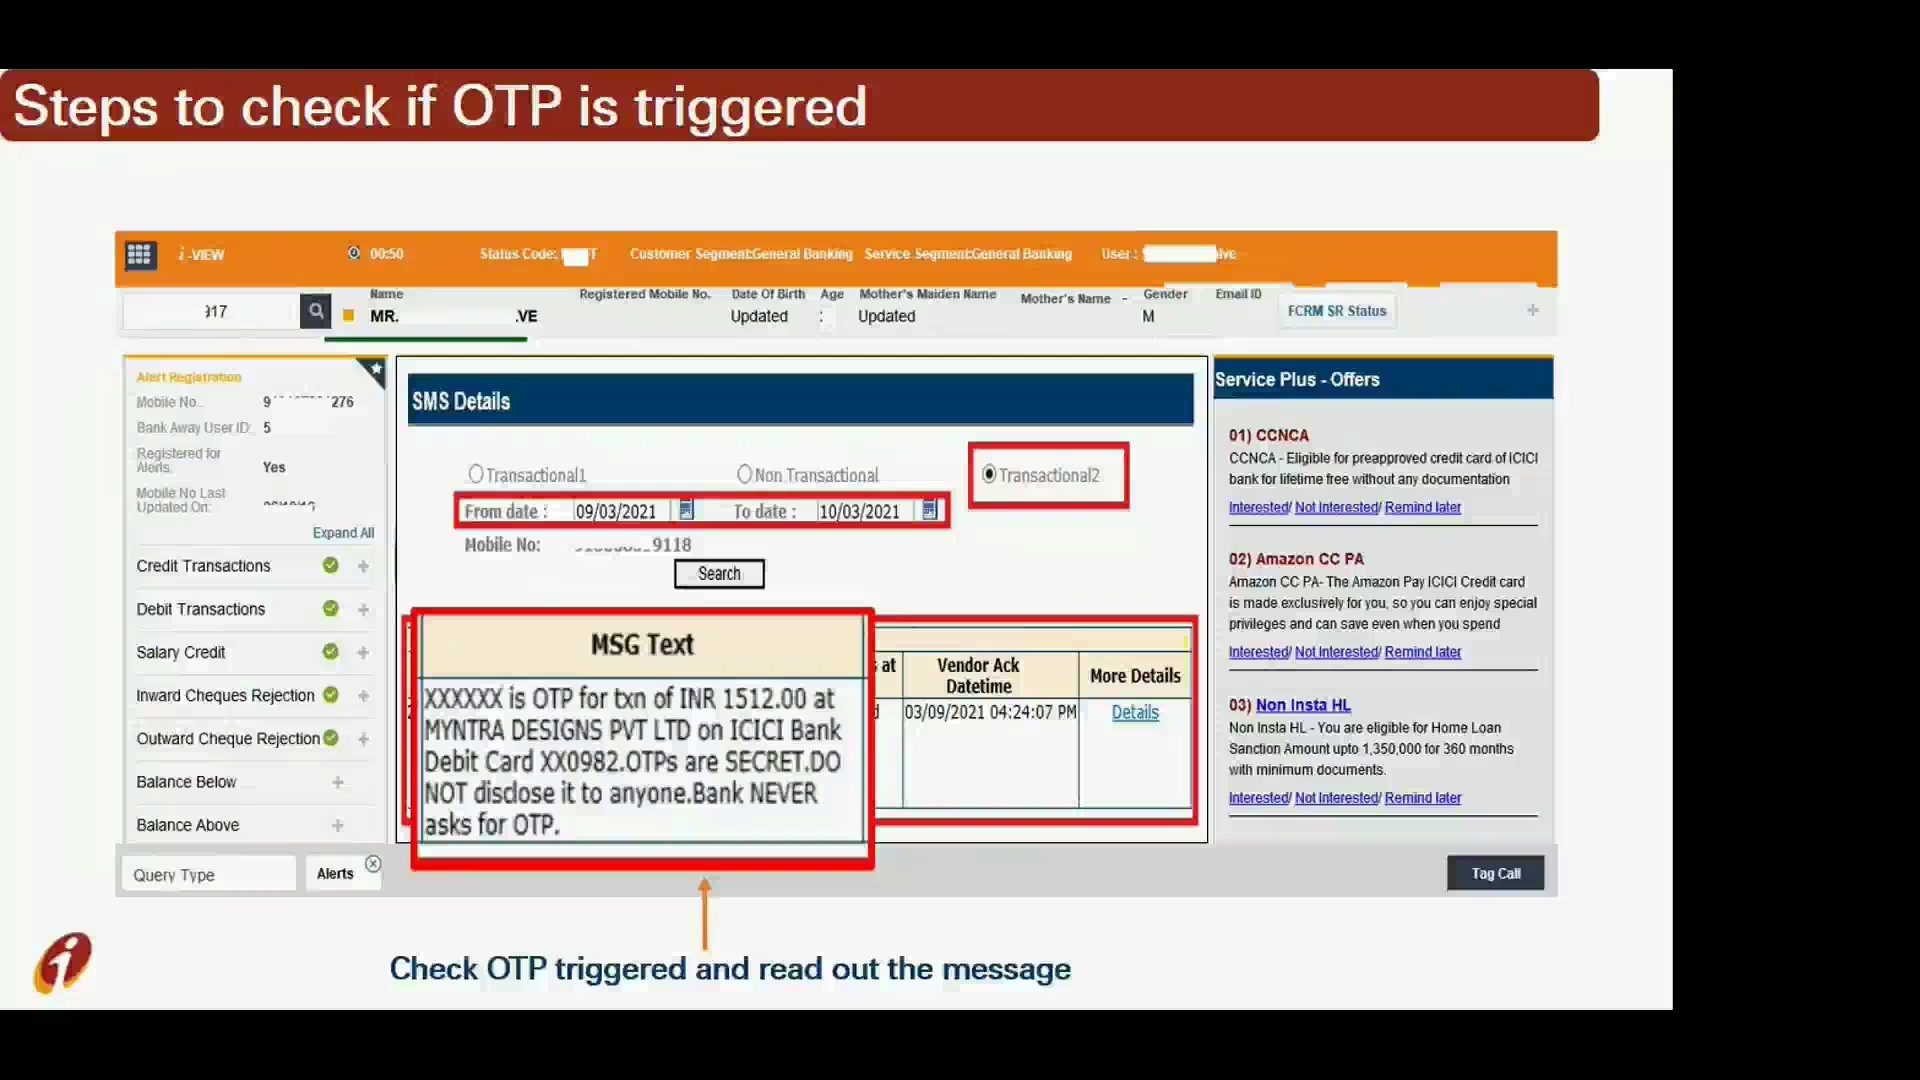 Steps to check if OTP is triggered
i -VIEW
00:50
Status Code:
T
Customer Segment:General Banking
Service Segment:General Banking
User :
lve
917
Name
MR.
.VE
Registered Mobile No.
Date Of Birth
Updated
Age
:
Mother's Maiden Name
Updated
Mother's Name -
Gender
M
Email ID
FCRM SR Status
Alert Registration
Mobile No..
9
276
Bank Away User ID:
5
Registered for
Alerts:
Yes
Mobile No Last
Updated On:
Expand All
Credit Transactions
Debit Transactions
Salary Credit
Inward Cheques Rejection
Outward Cheque Rejection
Balance Below
Balance Above
SMS Details
Transactional1
Non Transactional
Transactional2
From date :
09/03/2021
To date :
10/03/2021
Mobile No:
9118
Search
MSG Text
XXXXXX is OTP for txn of INR 1512.00 at
MYNTRA DESIGNS PVT LTD on ICICI Bank
Debit Card XX0982.OTPs are SECRET.DO
NOT disclose it to anyone.Bank NEVER
asks for OTP.
s at
d
Vendor Ack
Datetime
03/09/2021 04:24:07 PM
More Details
Details
Service Plus - Offers
01) CCNCA
CCNCA - Eligible for preapproved credit card of ICICI
bank for lifetime free without any documentation
Interested/ Not Interested/ Remind later
02) Amazon CC PA
Amazon CC PA- The Amazon Pay ICICI Credit card
is made exclusively for you, so you can enjoy special
privileges and can save even when you spend
Interested/ Not Interested/ Remind later
03) Non Insta HL
Non Insta HL - You are eligible for Home Loan
Sanction Amount upto 1,350,000 for 360 months
with minimum documents.
Interested/ Not Interested/ Remind later
Query Type
Alerts
Tag Call
Check OTP triggered and read out the message